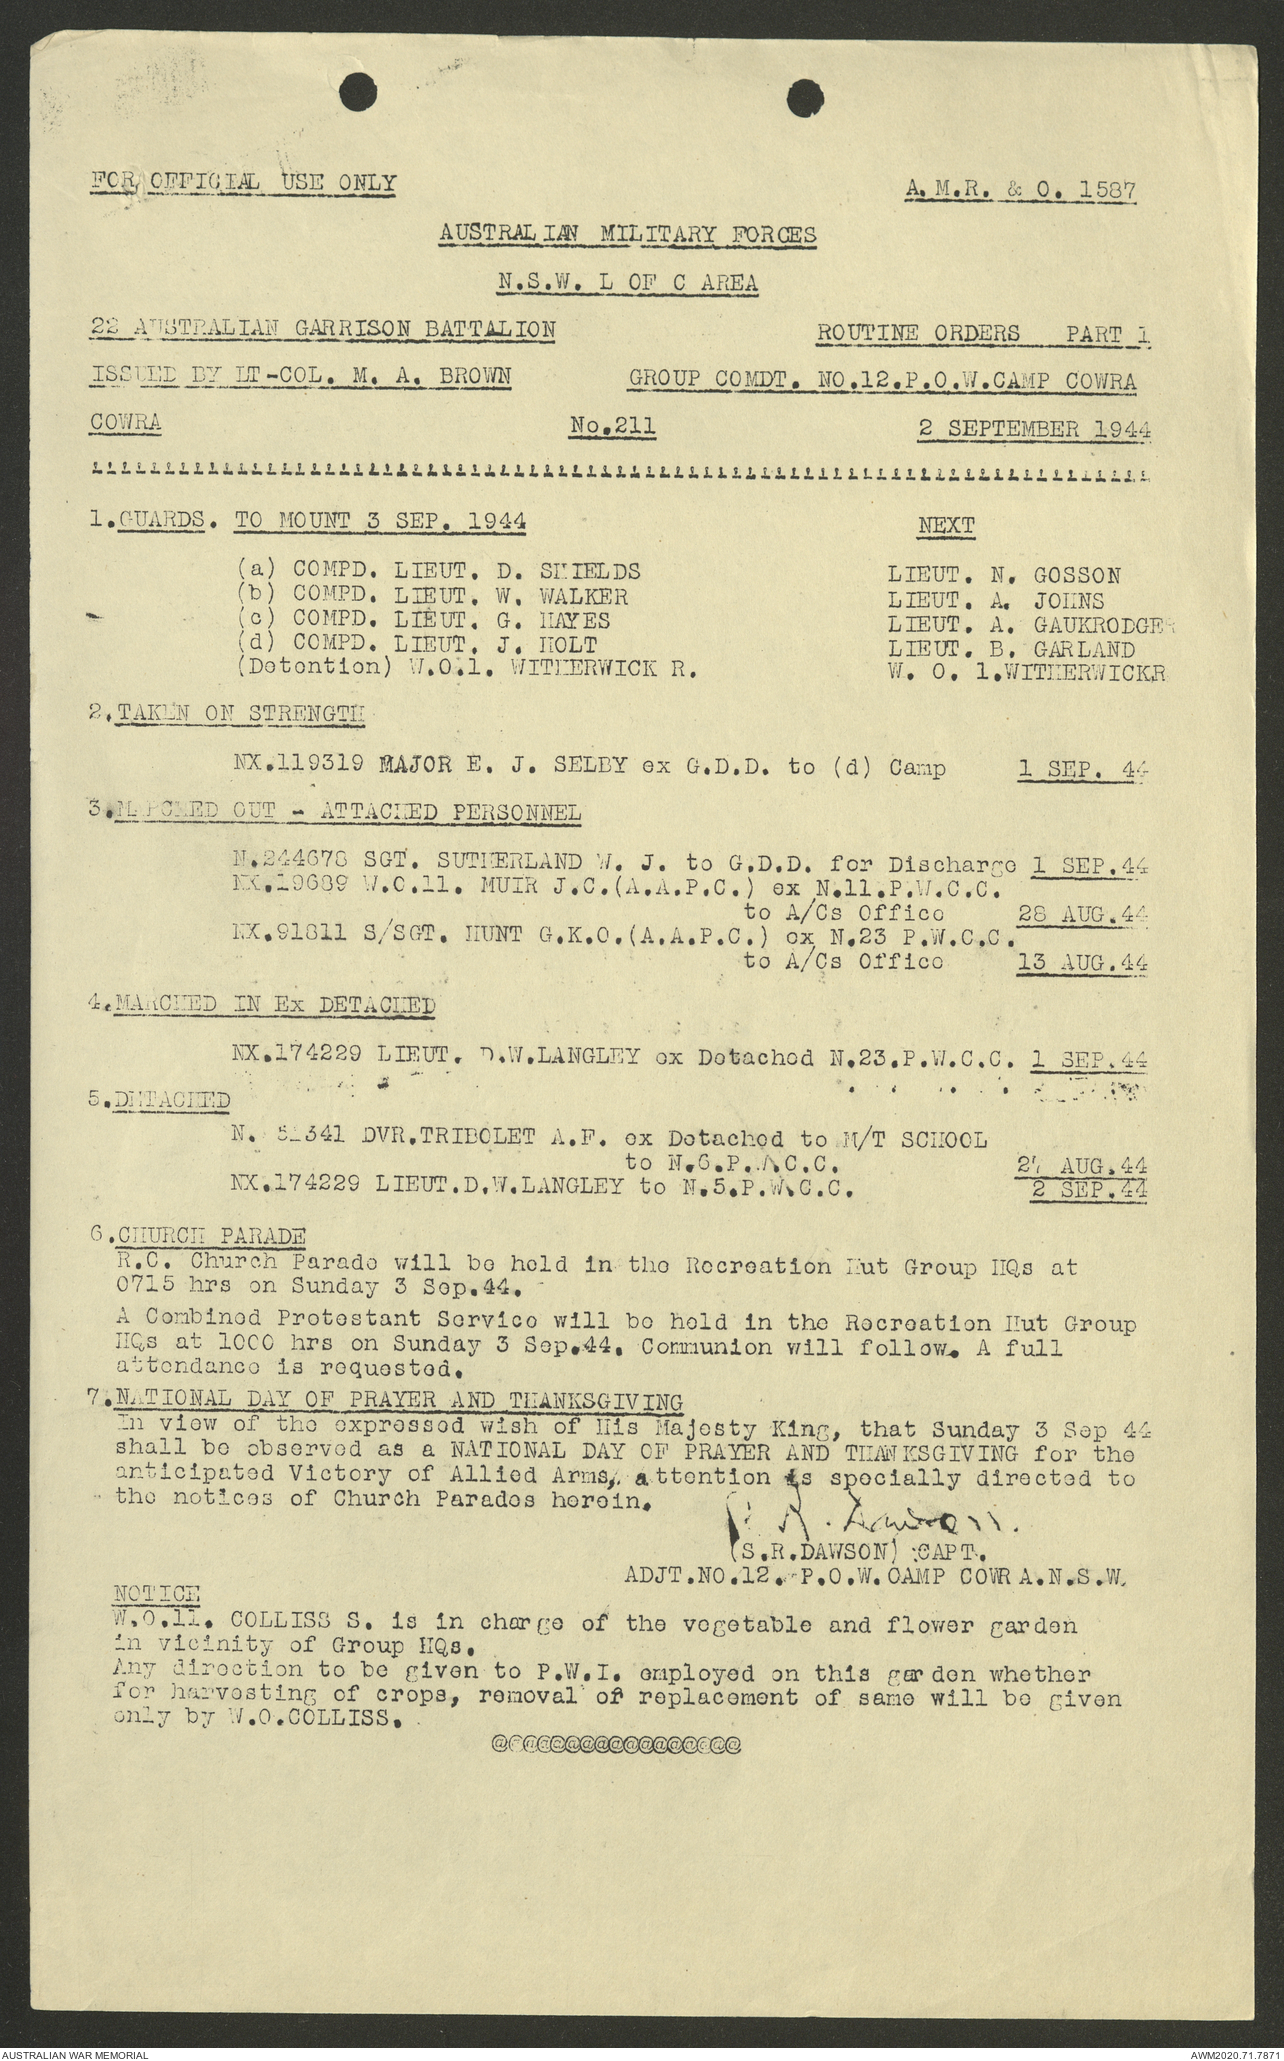 FOR OFFICIAL USE ONLY A.M.R. & O. 1587
AUSTRALIAN MILITARY FORCES
N.S.W. L OF C AREA
22 AUSTRALIAN GARRISON BATTALION ROUTINE ORDERS PART 1
ISSUED BY LT-COL. M. A. BROWN GROUP COMDT. NO.12.P.O.W.CAMP COWRA
COWRA No.211 2 SEPTEMBER 1944
1.GUARDS. TO MOUNT 3 SEP. 1944 NEXT
(a) COMPD. LIEUT. D. SHIELDS LIEUT. N. GOSSON
(b) COMPD. LIEUT. W. WALKER LIEUT. A. JOHNS
(c) COMPD. LIEUT. G. HAYES LIEUT. A. GAUKRODGER
(d) COMPD. LIEUT. J. HOLT LIEUT. B. GARLAND
(Detention) W.O.1. WITHERWICK R. W. O. 1.WITHERWICKR
2.TAKEN ON STRENGTH
NX.119319 MAJOR E. J. SELBY ex G.D.D. to (d) Camp 1 SEP. 44
3.MARCHED OUT - ATTACHED PERSONNEL
N.244678 SGT. SUTHERLAND W. J. to G.D.D. for Discharge 1 SEP.44
NX.19689 W.O.11. MUIR J.C.(A.A.P.C.) ex N.11.P.W.C.C.
to A/Cs Office 28 AUG.44
NX.91811 S/SGT. HUNT G.K.O.(A.A.P.C.) ex N.23 P.W.C.C.
to A/Cs Office 13 AUG.44
4.MARCHED IN Ex DETACHED
NX.174229 LIEUT. D.W.LANGLEY ex Detached N.23.P.W.C.C. 1 SEP.44
5.DETACHED
N. DVR.TRIBOLET A.F. ex Detached to M/T SCHOOL
to N.6.P.W.C.C. 27 AUG.44
NX.174229 LIEUT.D.W.LANGLEY to N.5.P.W.C.C. 2 SEP.44
6.CHURCH PARADE
R.C. Church Parade will be held in the Recreation Hut Group HQs at
0715 hrs on Sunday 3 Sep.44.
A Combined Protestant Service will be held in the Recreation Hut Group
HQs at 1000 hrs on Sunday 3 Sep.44. Communion will follow. A full
attendance is requested.
7.NATIONAL DAY OF PRAYER AND THANKSGIVING
In view of the expressed wish of His Majesty King, that Sunday 3 Sep 44
shall be observed as a NATIONAL DAY OF PRAYER AND THANKSGIVING for the
anticipated Victory of Allied Arms, attention is specially directed to
the notices of Church Parades herein.
R. Dawson.
(S.R.DAWSON) CAPT.
ADJT.NO.12. P.O.W.CAMP COWRA.N.S.W.
NOTICE
W.O.11. COLLISS S. is in charge of the vegetable and flower garden
in vicinity of Group HQs.
Any direction to be given to P.W.I. employed on this garden whether
for harvesting of crops, removal or replacement of same will be given
only by W.O.COLLISS.
@@@@@@@@@@@@@@@@@
AUSTRALIAN WAR MEMORIAL AWM2020.71.7871